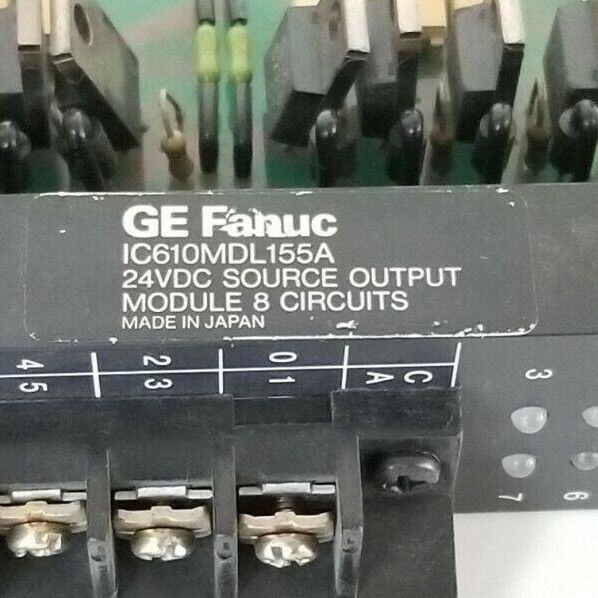 GE Fanuc
IC610MDL155A
24VDC SOURCE OUTPUT
MODULE 8 CIRCUITS
MADE IN JAPAN
4 2 0 C
5 3 1 A
3
7 6